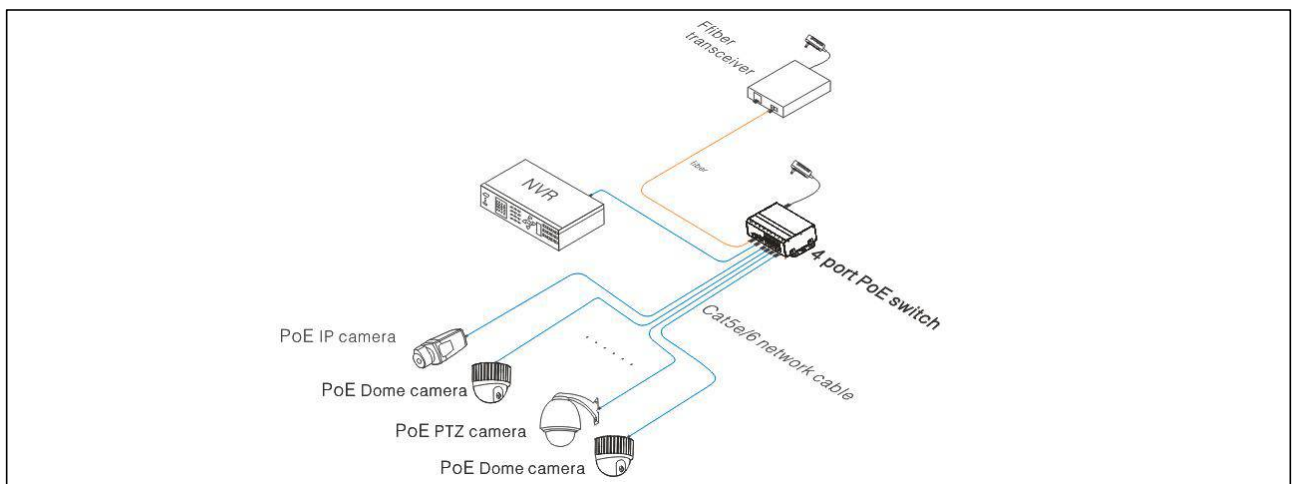 Ffiber
transceiver
fiber
NVR
4 port PoE switch
Cat5e/6 network cable
PoE IP camera
PoE Dome camera
PoE PTZ camera
PoE Dome camera